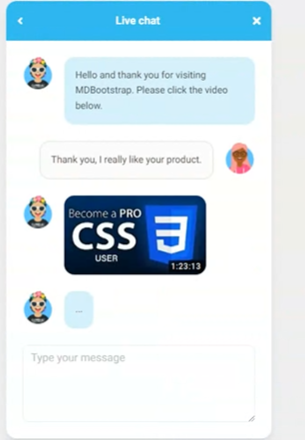 Live chat
Hello and thank you for visiting
MDBootstrap. Please click the video
below.
Thank you, I really like your product.
Become a PRO
CSS
3
USER
1:23:13
...
Type your message